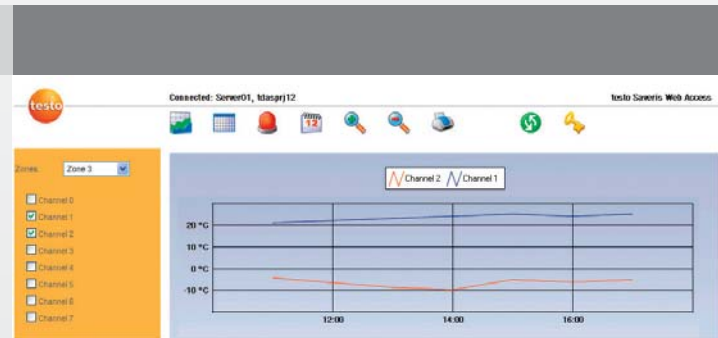 testo
Connected: Server01, tdasprj12
testo Saveris Web Access
12
Zones:
Zone 3
Channel 0
Channel 1
Channel 2
Channel 3
Channel 4
Channel 5
Channel 6
Channel 7
Channel 2 Channel 1
20 °C
10 °C
0 °C
-10 °C
12:00 14:00 16:00